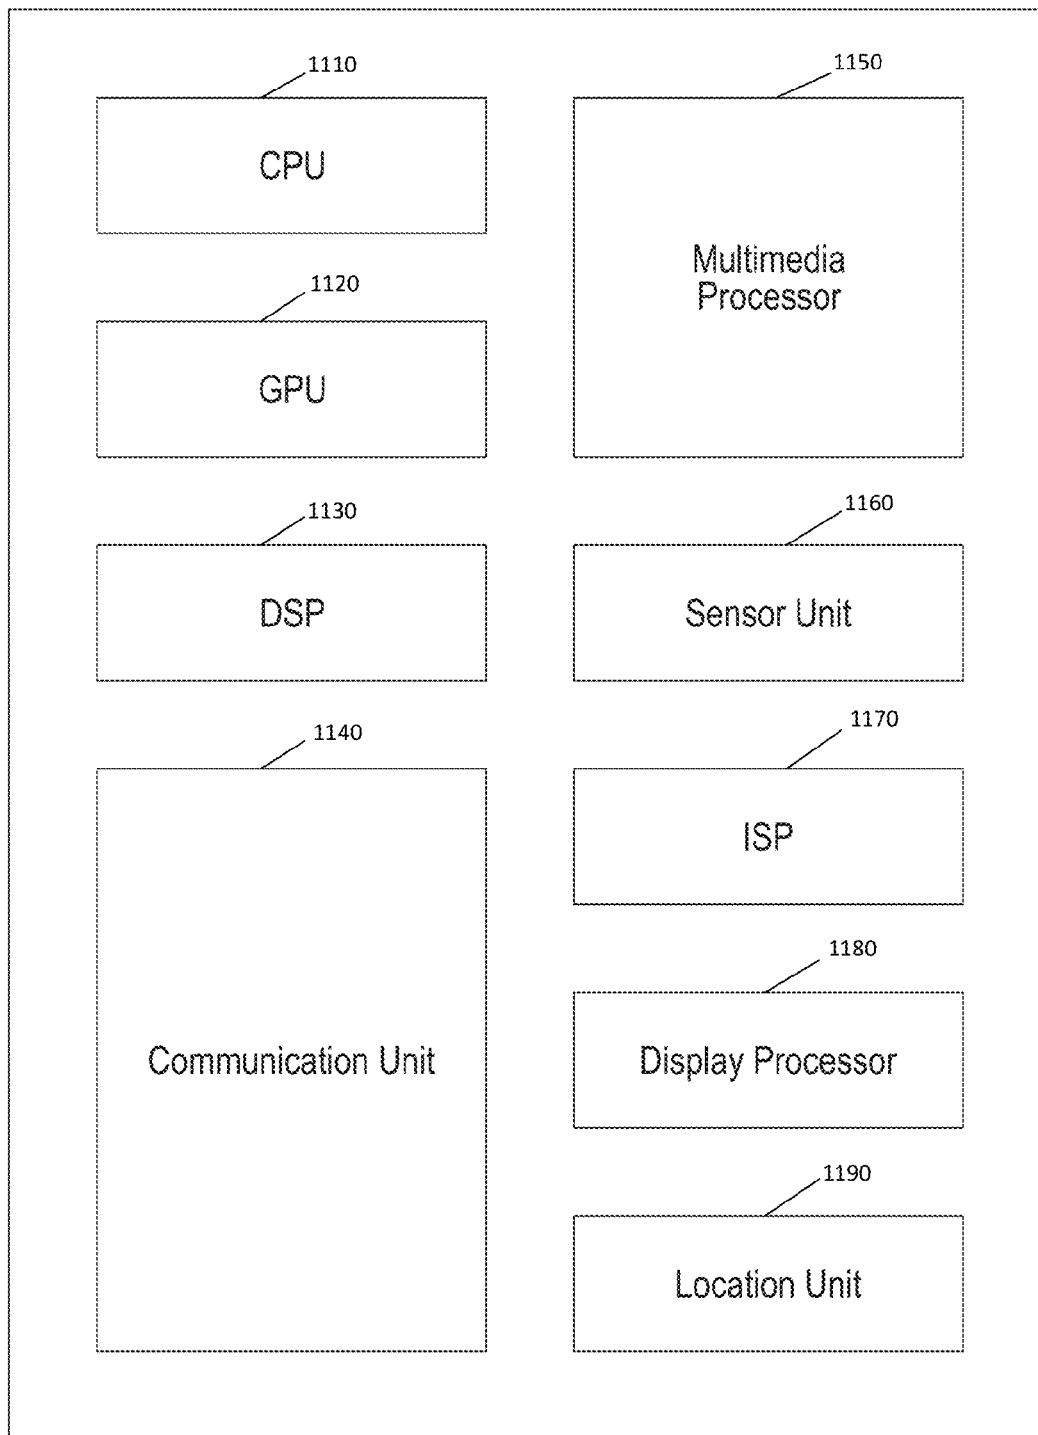 1110
CPU
1120
GPU
1130
DSP
1140
Communication Unit
1150
Multimedia
Processor
1160
Sensor Unit
1170
ISP
1180
Display Processor
1190
Location Unit